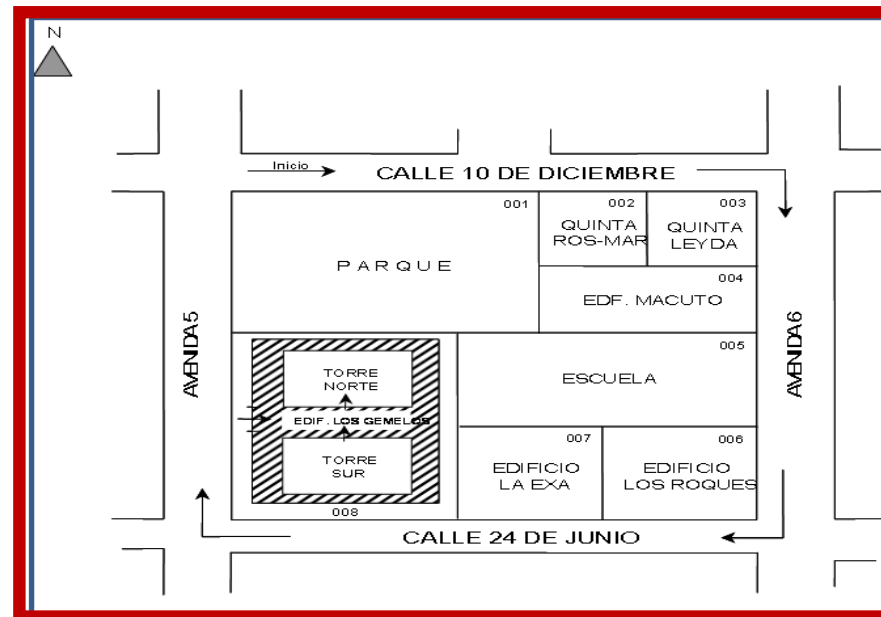 N
Inicio
CALLE 10 DE DICIEMBRE
001
002
003
QUINTA
ROS-MAR
QUINTA
LEYDA
PARQUE
004
EDF. MACUTO
AVENIDA 5
AVENIDA 6
005
ESCUELA
TORRE
NORTE
EDIF. LOS GEMELOS
TORRE
SUR
008
007
EDIFICIO
LA EXA
006
EDIFICIO
LOS ROQUES
CALLE 24 DE JUNIO